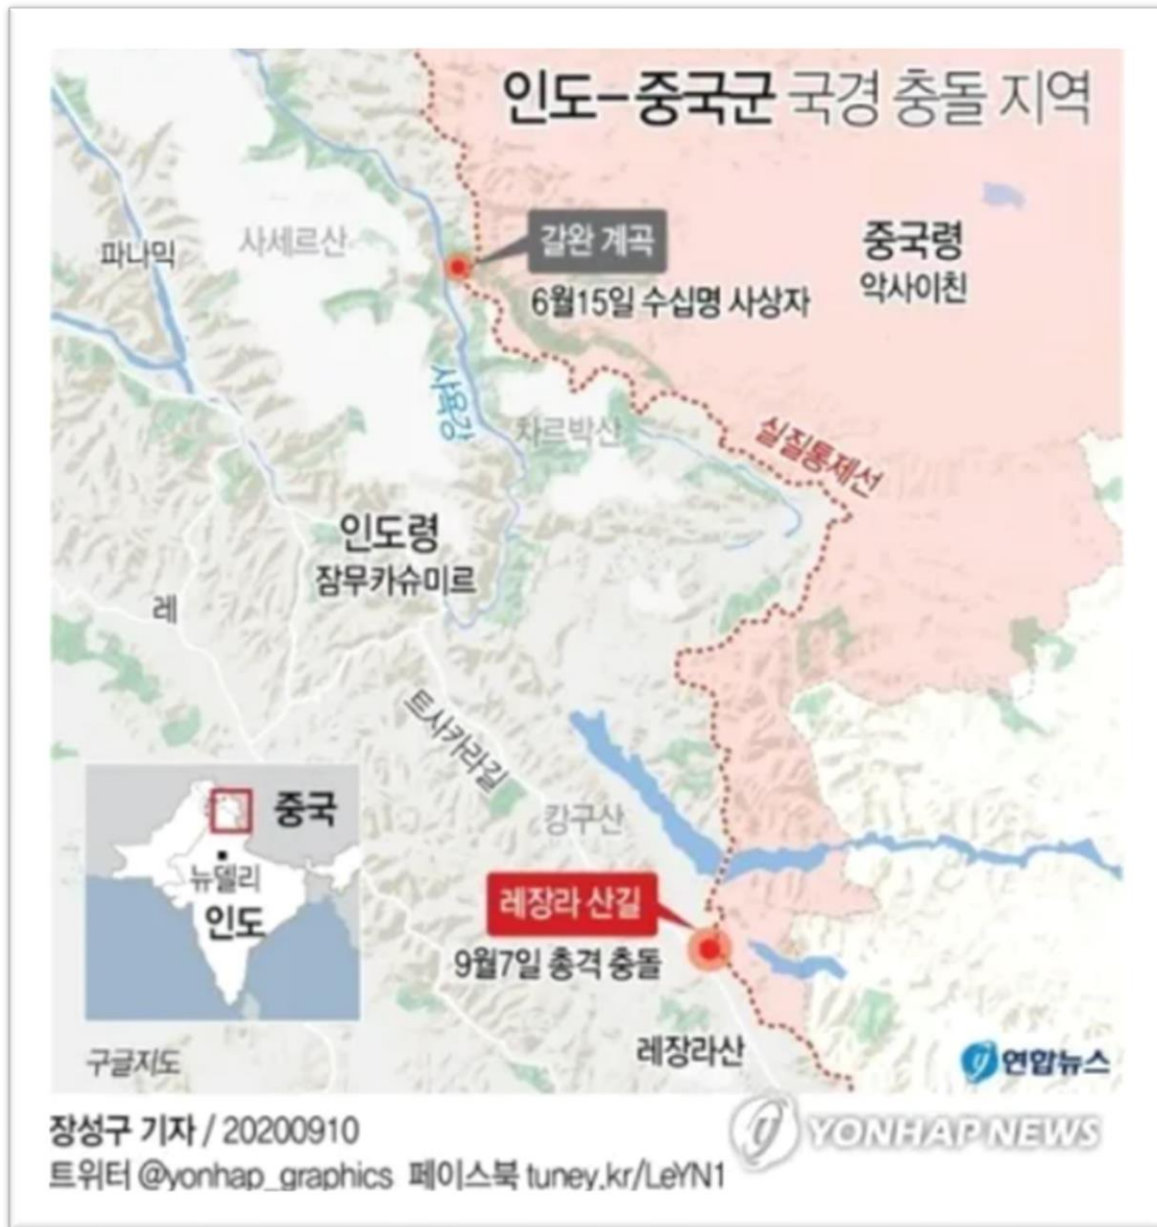 인도-중국군 국경 충돌 지역
갈완 계곡
6월15일 수십명 사상자
중국령
악사이친
파나믹
사세르산
샤욕강
차르박산
실질통제선
인도령
잠무카슈미르
레
트사카라길
캉구산
중국
뉴델리
인도
레장라 산길
9월7일 총격 충돌
레장라산
구글지도
연합뉴스
장성구 기자 / 20200910
YONHAP NEWS
트위터 @yonhap_graphics 페이스북 tuney.kr/LeYN1